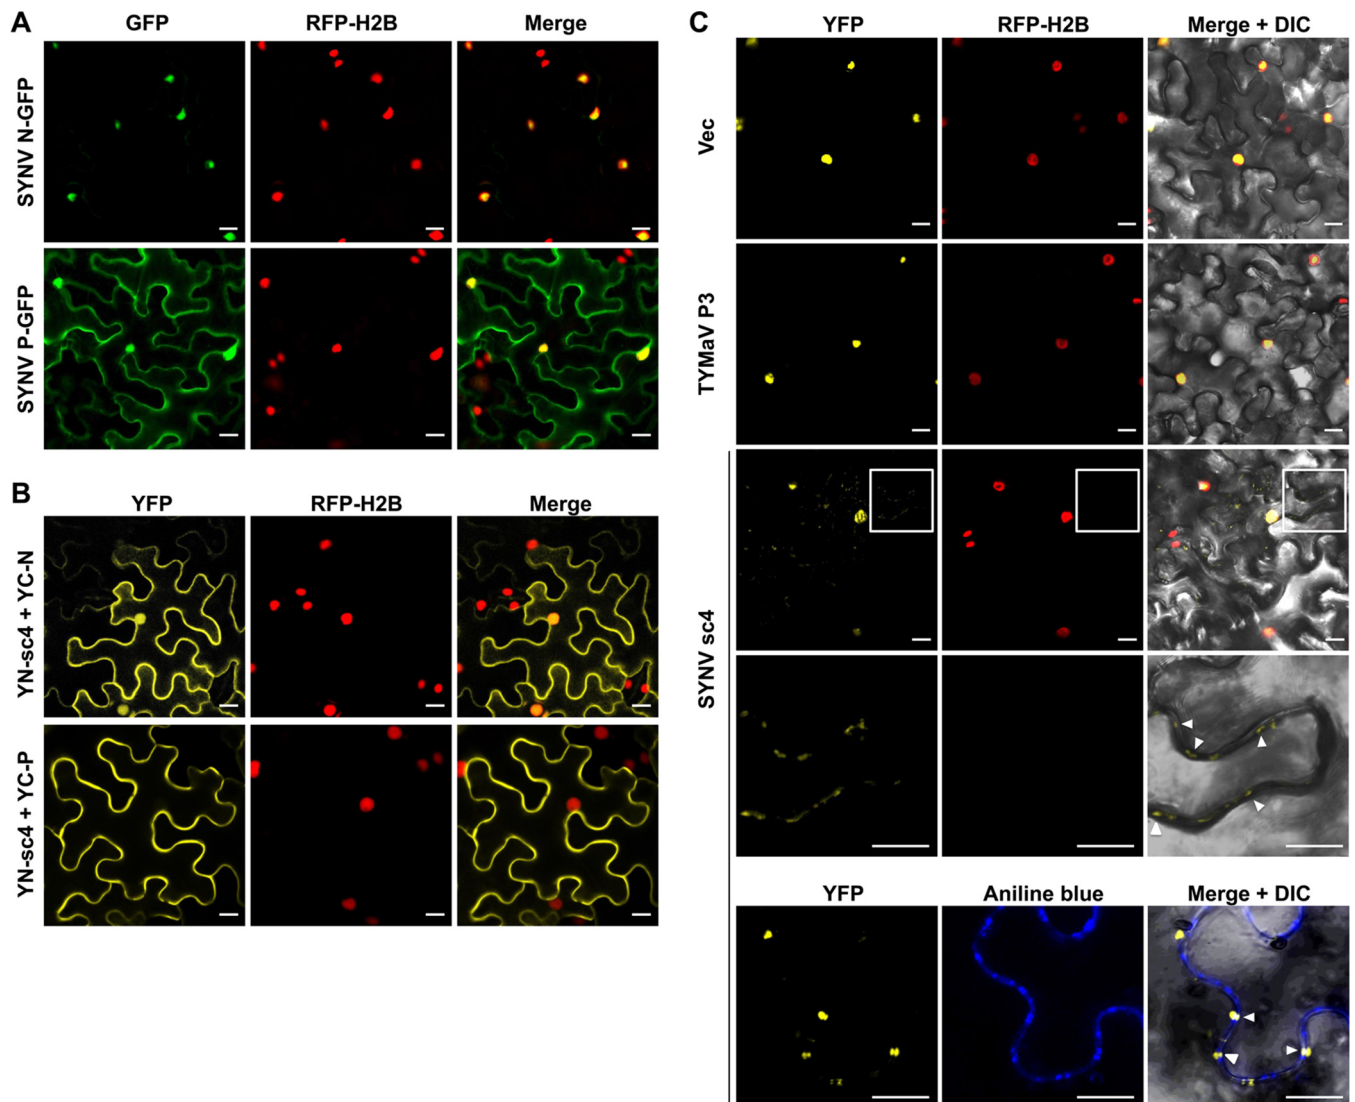 A
GFP
RFP-H2B
Merge
SYNV N-GFP
SYNV P-GFP
B
YFP
RFP-H2B
Merge
YN-sc4 + YC-N
YN-sc4 + YC-P
C
YFP
RFP-H2B
Merge + DIC
Vec
TYMaV P3
SYNV sc4
YFP
Aniline blue
Merge + DIC